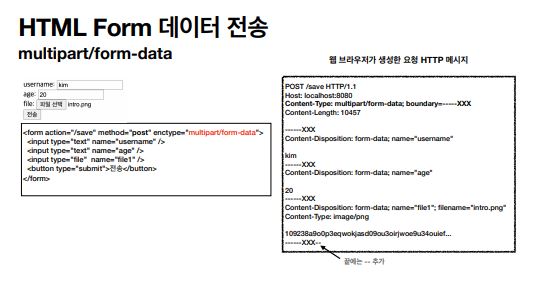 HTML Form 데이터 전송
multipart/form-data
username: kim
age: 20
file: 파일 선택 intro.png
전송
<form action="/save" method="post" enctype="multipart/form-data">
<input type="text" name="username" />
<input type="text" name="age" />
<input type="file" name="file1" />
<button type="submit">전송</button>
</form>
웹 브라우저가 생성한 요청 HTTP 메시지
POST /save HTTP/1.1
Host: localhost:8080
Content-Type: multipart/form-data; boundary=-----XXX
Content-Length: 10457
------XXX
Content-Disposition: form-data; name="username"
kim
------XXX
Content-Disposition: form-data; name="age"
20
------XXX
Content-Disposition: form-data; name="file1"; filename="intro.png"
Content-Type: image/png
109238a9o0p3eqwokjasd09ou3oirjwoe9u34ouief...
------XXX--
끝에는 -- 추가